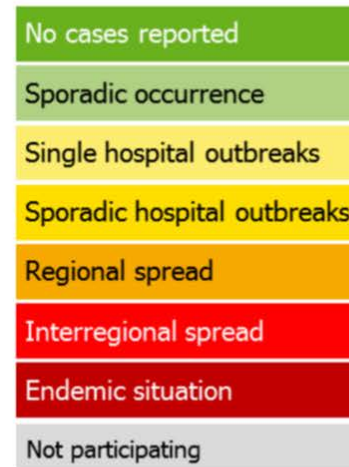 No cases reported
Sporadic occurrence
Single hospital outbreaks
Sporadic hospital outbreaks
Regional spread
Interregional spread
Endemic situation
Not participating